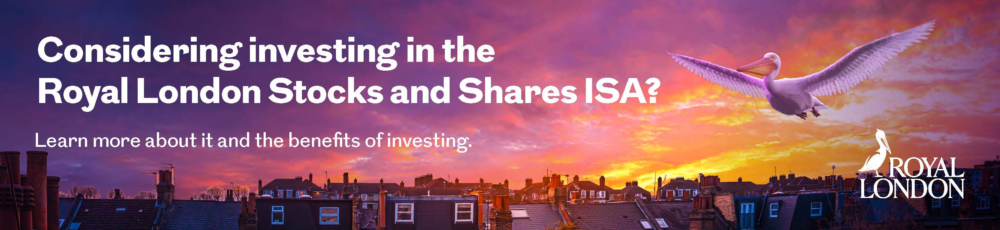 Considering investing in the
Royal London Stocks and Shares ISA?
Learn more about it and the benefits of investing.
ROYAL
LONDON